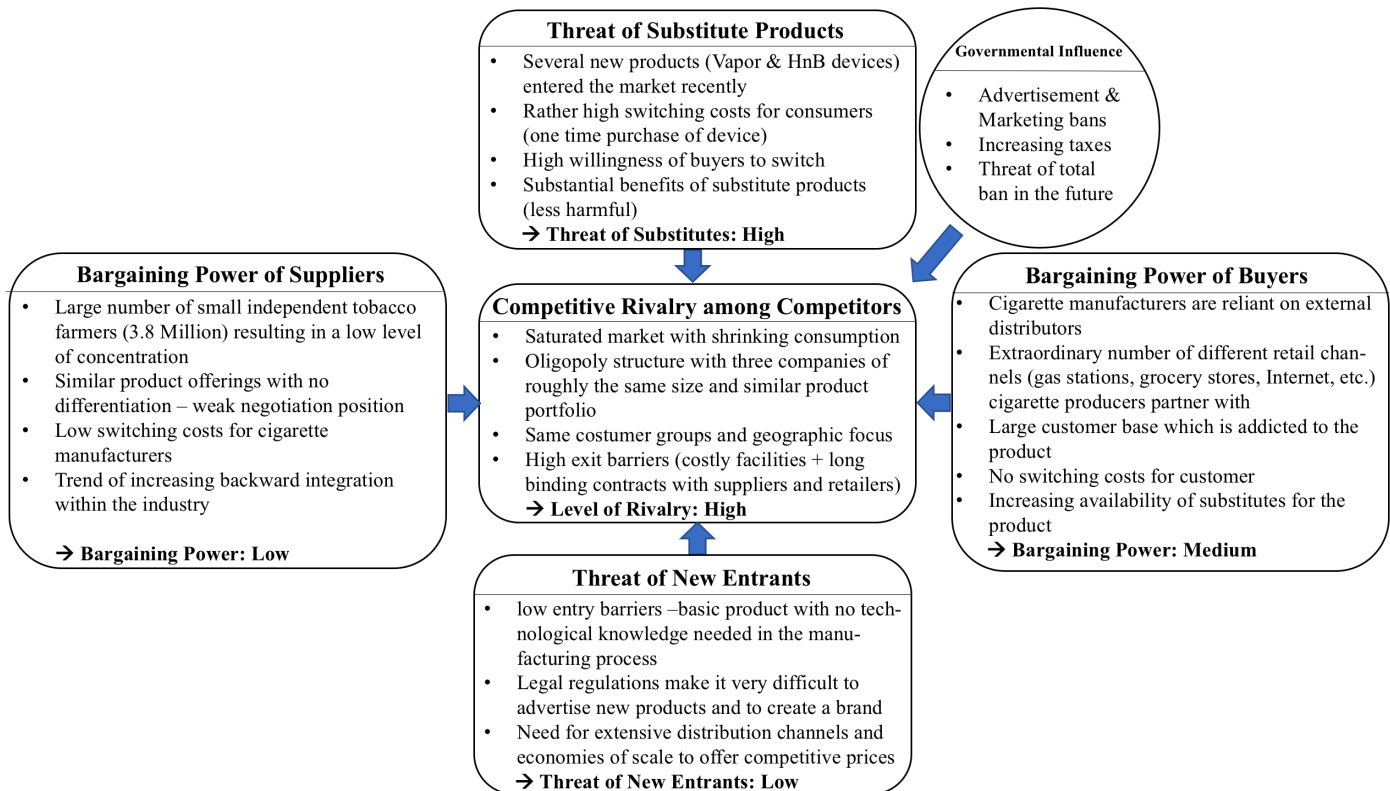 Threat of Substitute Products
• Several new products (Vapor & HnB devices)
entered the market recently
• Rather high switching costs for consumers
(one time purchase of device)
• High willingness of buyers to switch
• Substantial benefits of substitute products
(less harmful)
→ Threat of Substitutes: High
Governmental Influence
• Advertisement &
Marketing bans
• Increasing taxes
• Threat of total
ban in the future
Bargaining Power of Suppliers
• Large number of small independent tobacco
farmers (3.8 Million) resulting in a low level
of concentration
• Similar product offerings with no
differentiation – weak negotiation position
• Low switching costs for cigarette
manufacturers
• Trend of increasing backward integration
within the industry
→ Bargaining Power: Low
Competitive Rivalry among Competitors
• Saturated market with shrinking consumption
• Oligopoly structure with three companies of
roughly the same size and similar product
portfolio
• Same costumer groups and geographic focus
• High exit barriers (costly facilities + long
binding contracts with suppliers and retailers)
→ Level of Rivalry: High
Bargaining Power of Buyers
• Cigarette manufacturers are reliant on external
distributors
• Extraordinary number of different retail chan-
nels (gas stations, grocery stores, Internet, etc.)
cigarette producers partner with
• Large customer base which is addicted to the
product
• No switching costs for customer
• Increasing availability of substitutes for the
product
→ Bargaining Power: Medium
Threat of New Entrants
• low entry barriers –basic product with no tech-
nological knowledge needed in the manu-
facturing process
• Legal regulations make it very difficult to
advertise new products and to create a brand
• Need for extensive distribution channels and
economies of scale to offer competitive prices
→ Threat of New Entrants: Low